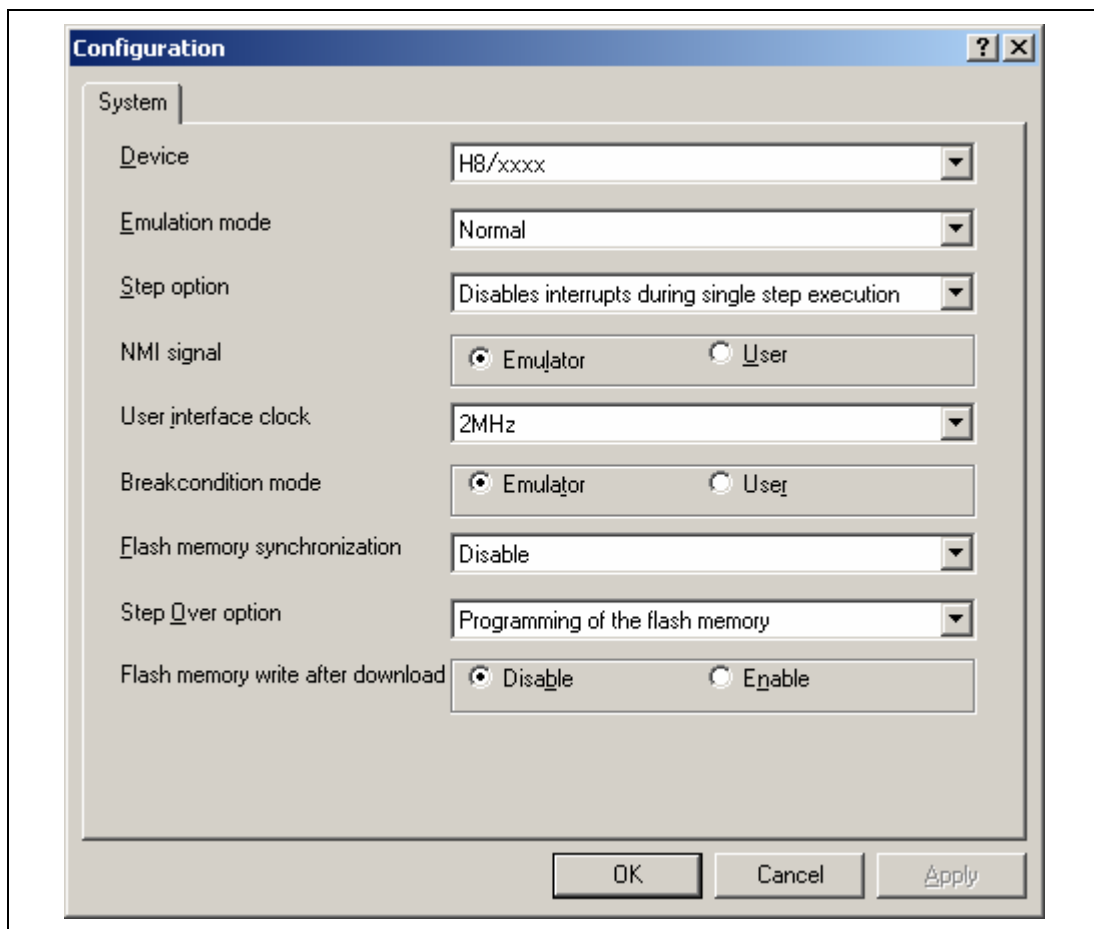 Configuration
System
Device H8/xxxx
Emulation mode Normal
Step option Disables interrupts during single step execution
NMI signal Emulator User
User interface clock 2MHz
Breakcondition mode Emulator User
Flash memory synchronization Disable
Step Over option Programming of the flash memory
Flash memory write after download Disable Enable
OK Cancel Apply